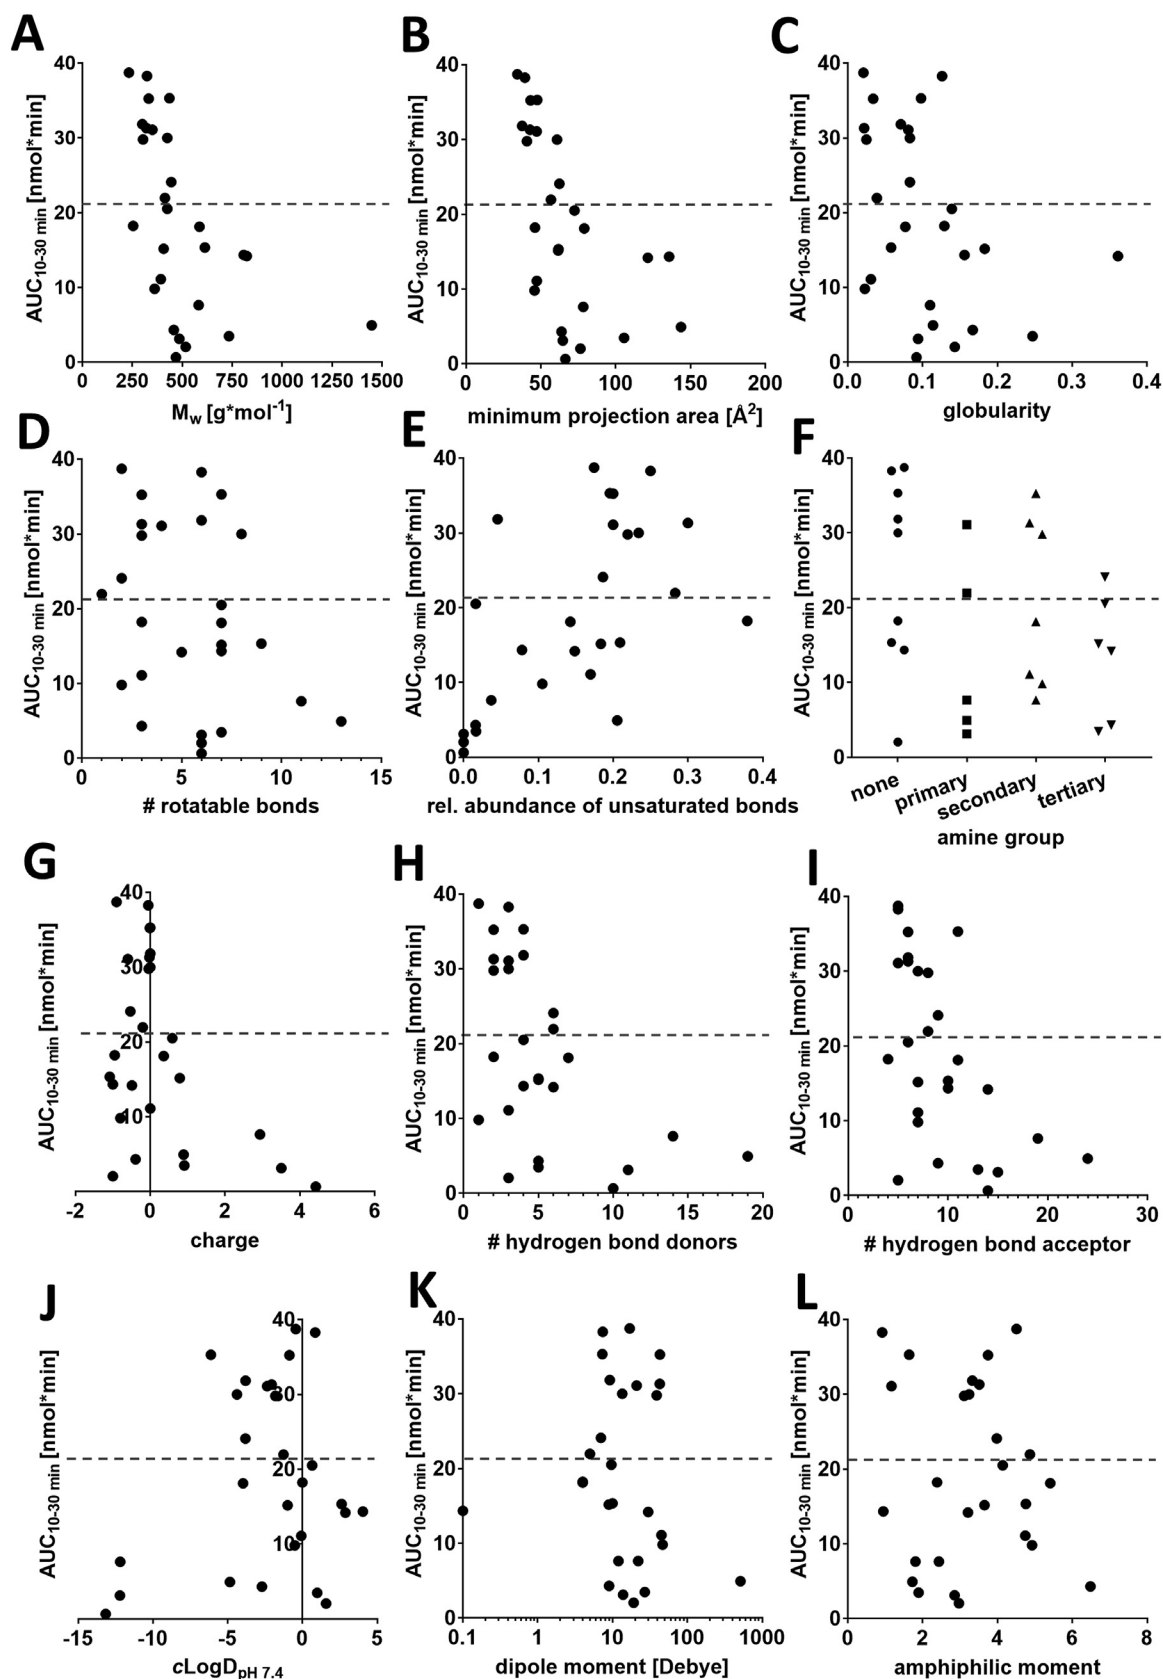 A
B
C
AUC10-30 min [nmol*min]
40
30
20
10
0
0 250 500 750 1000 1250 1500
Mw [g*mol-1]
AUC10-30 min [nmol*min]
40
30
20
10
0
0 50 100 150 200
minimum projection area [Å2]
AUC10-30 min [nmol*min]
40
30
20
10
0
0.0 0.1 0.2 0.3 0.4
globularity
D
E
F
AUC10-30 min [nmol*min]
40
30
20
10
0
0 5 10 15
# rotatable bonds
AUC10-30 min [nmol*min]
40
30
20
10
0
0.0 0.1 0.2 0.3 0.4
rel. abundance of unsaturated bonds
AUC10-30 min [nmol*min]
40
30
20
10
0
none primary secondary tertiary
amine group
G
H
I
AUC10-30 min [nmol*min]
40
30
20
10
-2 0 2 4 6
charge
AUC10-30 min [nmol*min]
40
30
20
10
0
0 5 10 15 20
# hydrogen bond donors
AUC10-30 min [nmol*min]
40
30
20
10
0
0 10 20 30
# hydrogen bond acceptor
J
K
L
AUC10-30 min [nmol*min]
40
30
20
10
-15 -10 -5 0 5
cLogDpH 7.4
AUC10-30 min [nmol*min]
40
30
20
10
0
0.1 1 10 100 1000
dipole moment [Debye]
AUC10-30 min [nmol*min]
40
30
20
10
0
0 2 4 6 8
amphiphilic moment